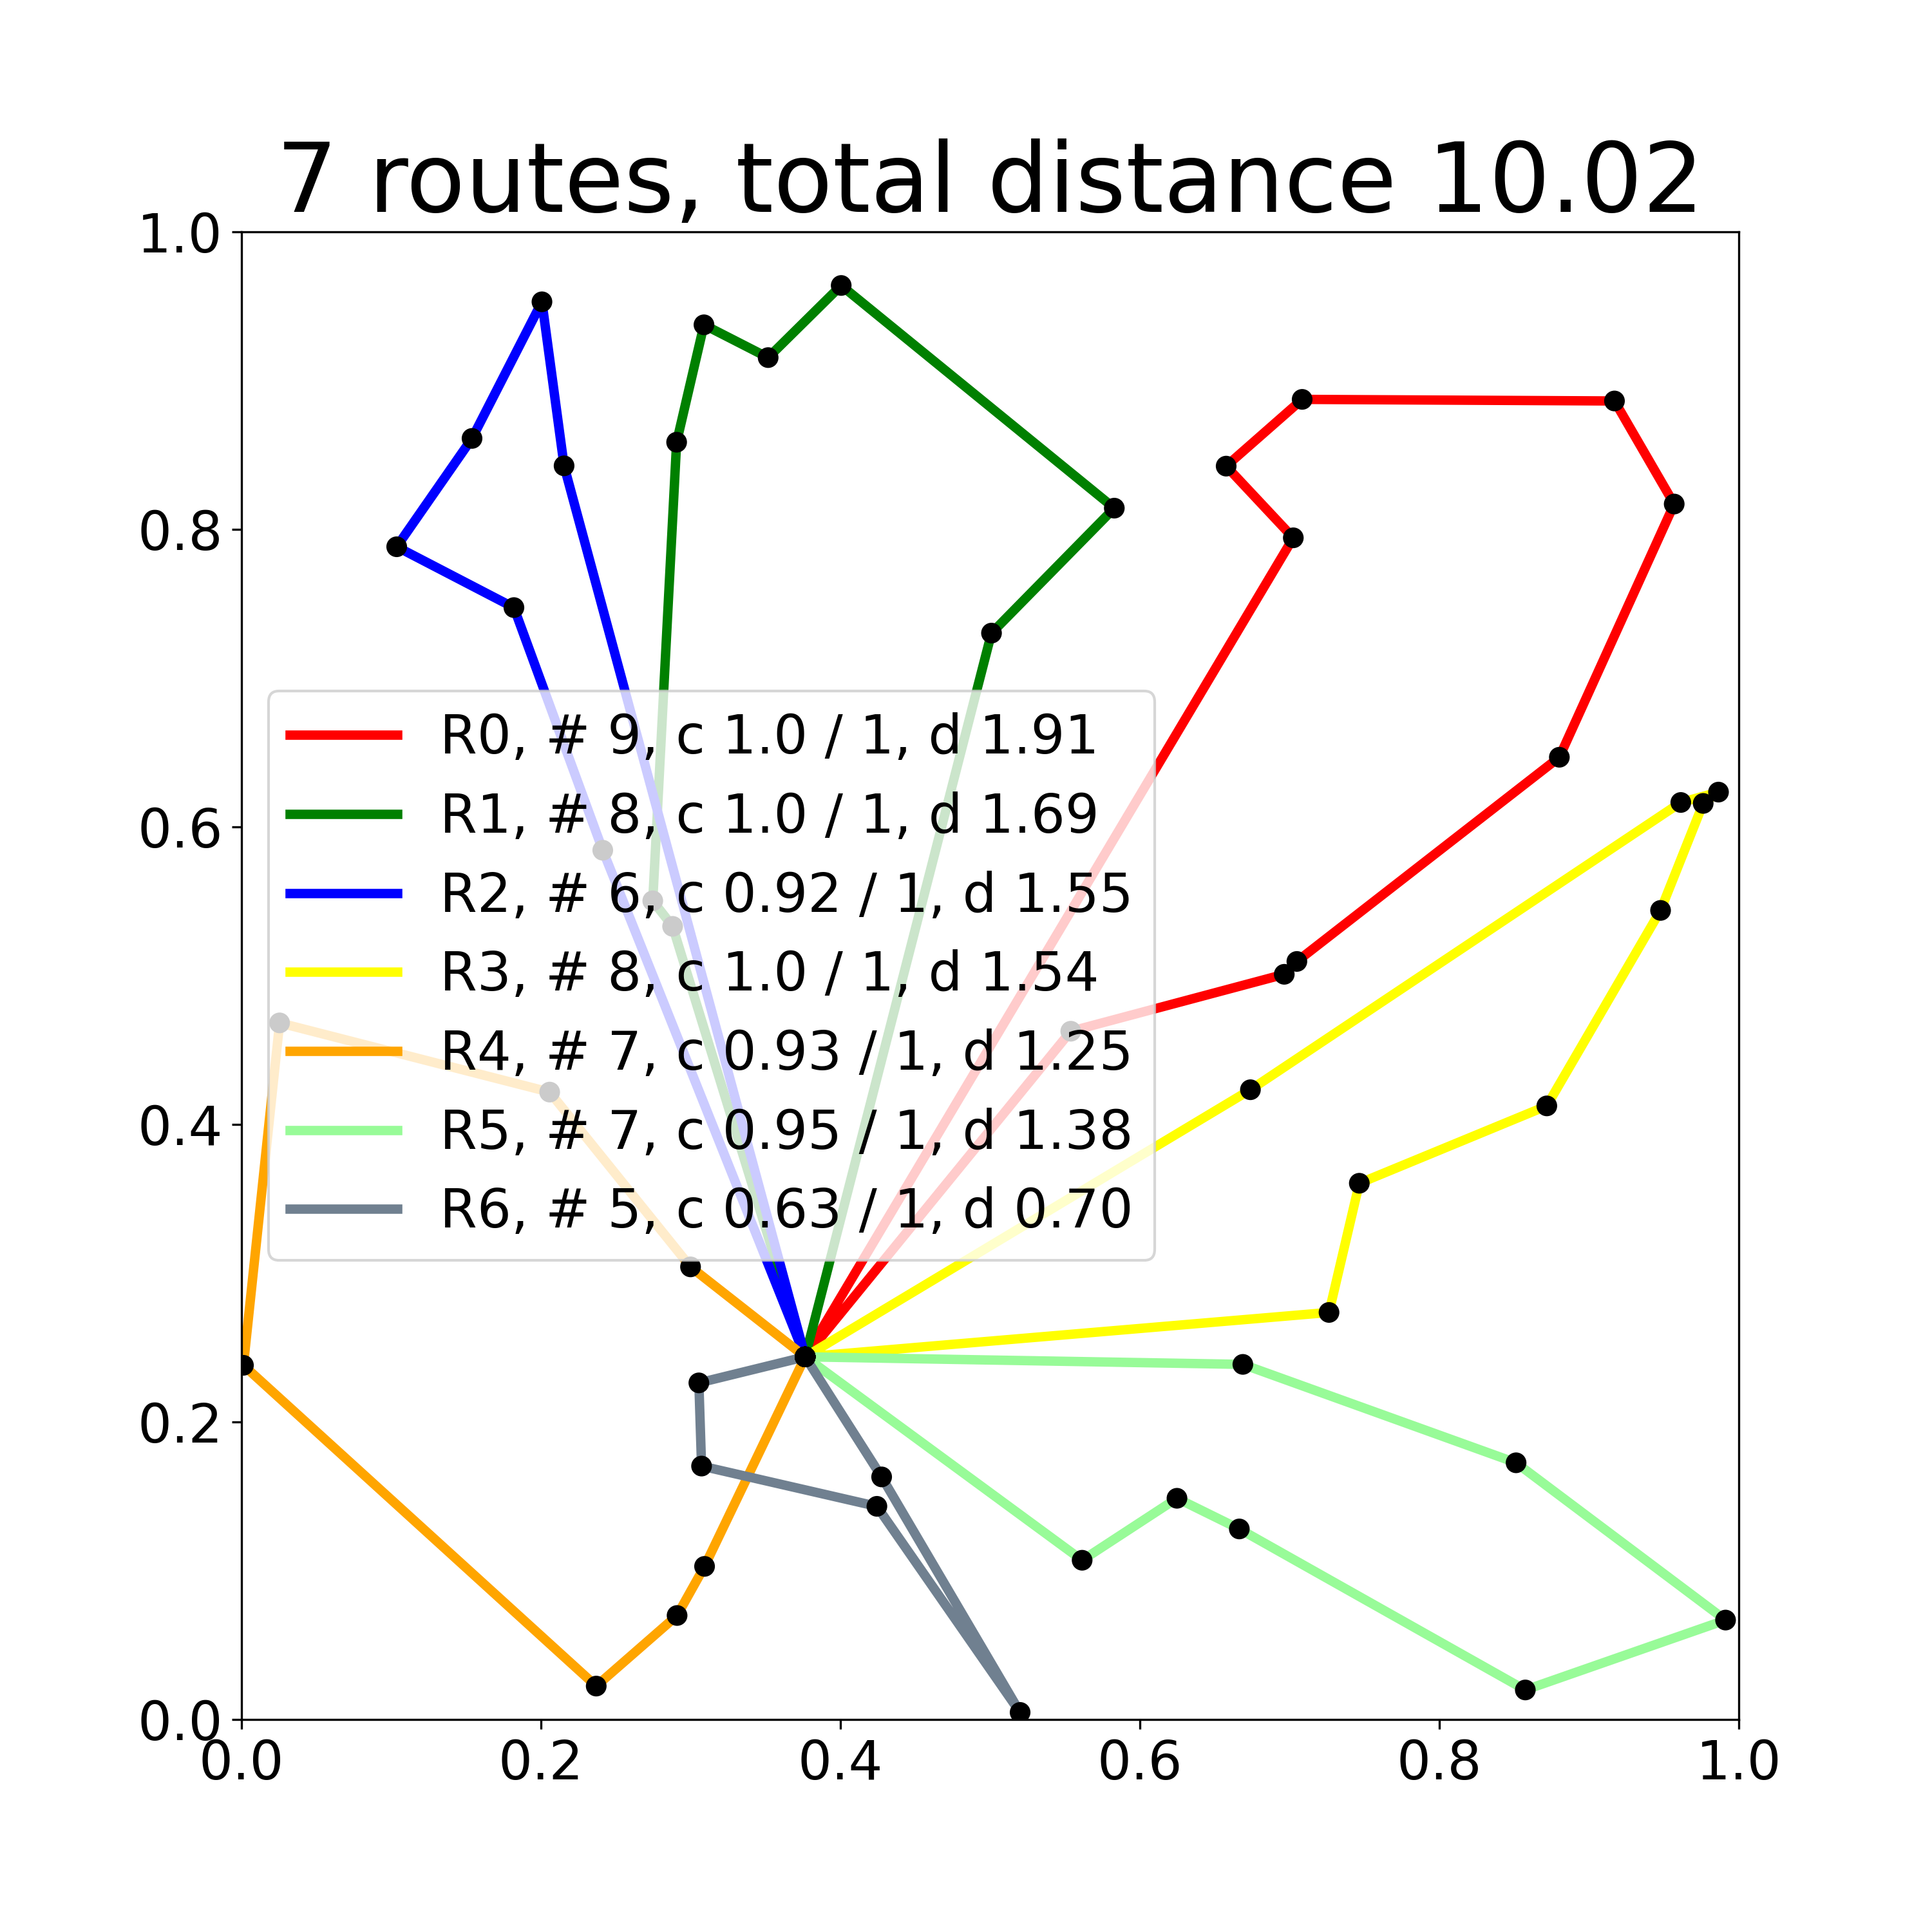 7 routes, total distance 10.02
1.0
0.8
0.6
0.4
0.2
0.0
R0, # 9, c 1.0 / 1, d 1.91
R1, # 8, c 1.0 / 1, d 1.69
R2, # 6, c 0.92 / 1, d 1.55
R3, # 8, c 1.0 / 1, d 1.54
R4, # 7, c 0.93 / 1, d 1.25
R5, # 7, c 0.95 / 1, d 1.38
R6, # 5, c 0.63 / 1, d 0.70
0.0 0.2 0.4 0.6 0.8 1.0